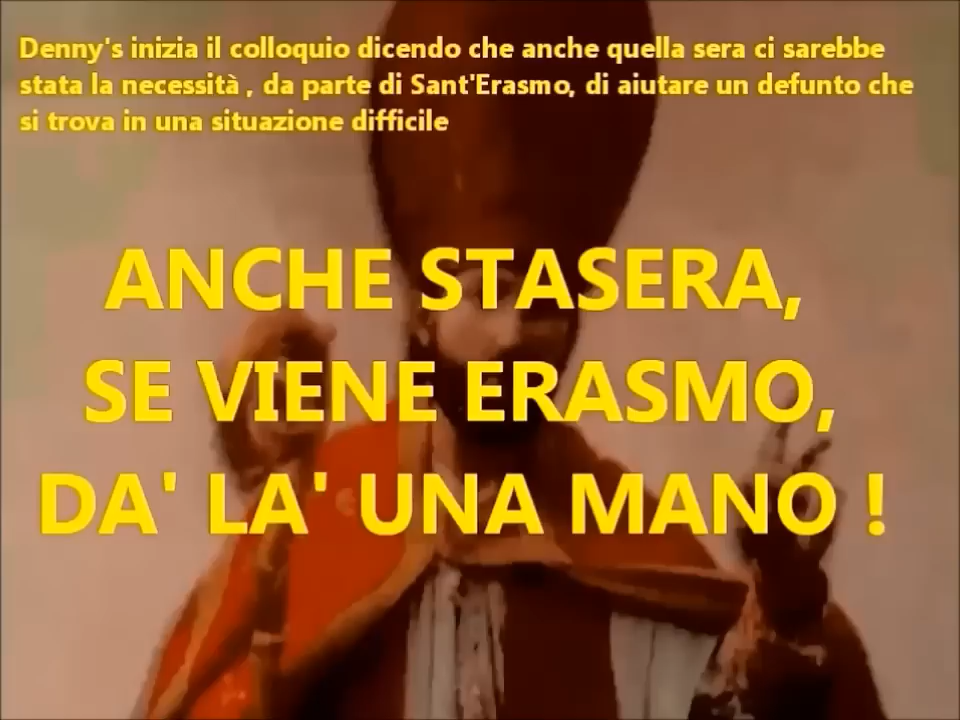 Denny's inizia il colloquio dicendo che anche quella sera ci sarebbe
stata la necessità , da parte di Sant'Erasmo, di aiutare un defunto che
si trova in una situazione difficile
ANCHE STASERA,
SE VIENE ERASMO,
DA' LA' UNA MANO !